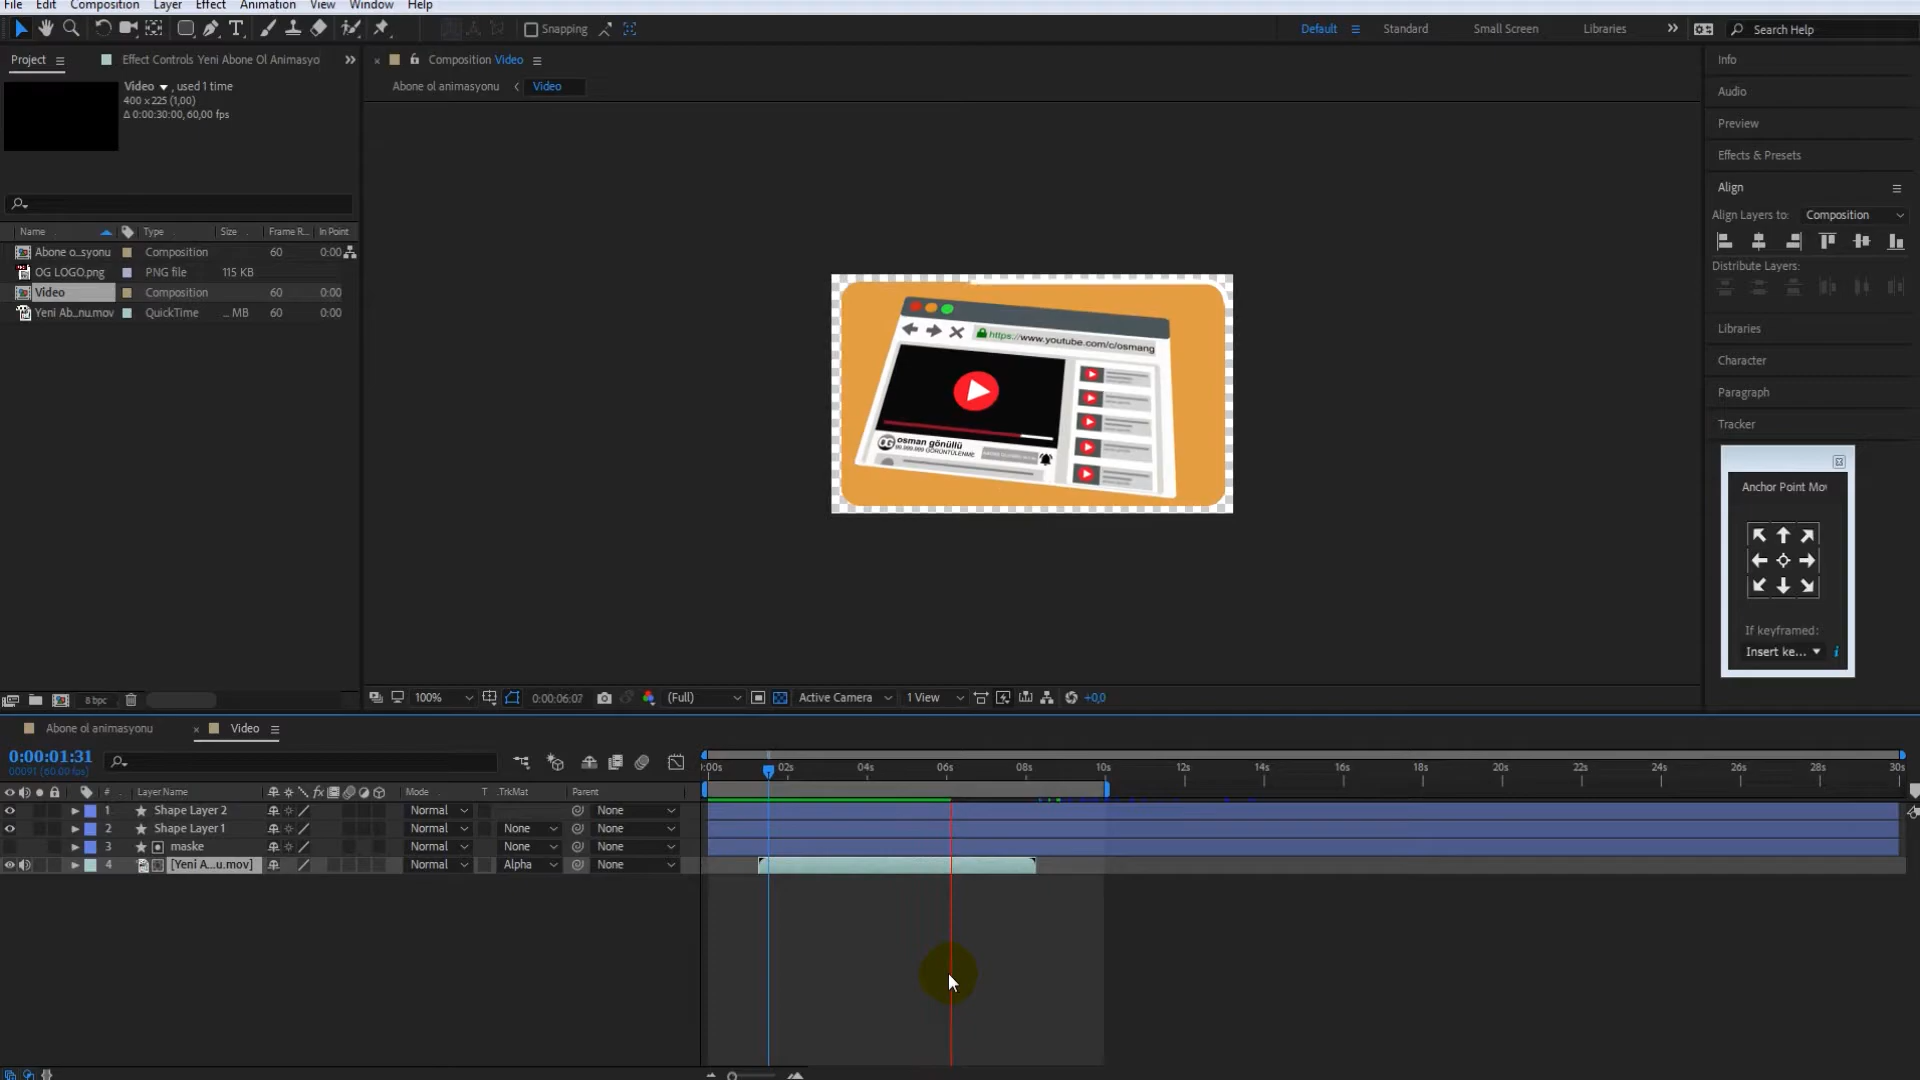 File Edit Composition Layer Effect Animation View Window Help
Snapping
Default Standard Small Screen Libraries Search Help
Project Effect Controls Yeni Abone Ol Animasyo
Composition Video
Abone ol animasyonu Video
Video , used 1 time
400 x 225 (1,00)
Δ 0:00:30:00, 60,00 fps
Name Type Size Frame R... In Point
Abone o..syonu Composition 60 0:00
OG LOGO.png PNG file 115 KB
Video Composition 60 0:00
Yeni Ab..nu.mov QuickTime ... MB 60 0:00
8 bpc
https://www.youtube.com/c/osmang
osman gönüllü
99.999.999 GÖRÜNTÜLENME
100% 0:00:06:07 (Full) Active Camera 1 View +0,0
Info
Audio
Preview
Effects & Presets
Align
Align Layers to: Composition
Distribute Layers:
Libraries
Character
Paragraph
Tracker
Anchor Point Mov
If keyframed:
Insert ke...
Abone ol animasyonu Video
0:00:01:31
00091 (60.00 fps)
# Layer Name Mode T .TrkMat Parent
1 Shape Layer 2 Normal None
2 Shape Layer 1 Normal None None
3 maske Normal None None
4 [Yeni A...u.mov] Normal Alpha None
):00s 02s 04s 06s 08s 10s 12s 14s 16s 18s 20s 22s 24s 26s 28s 30s